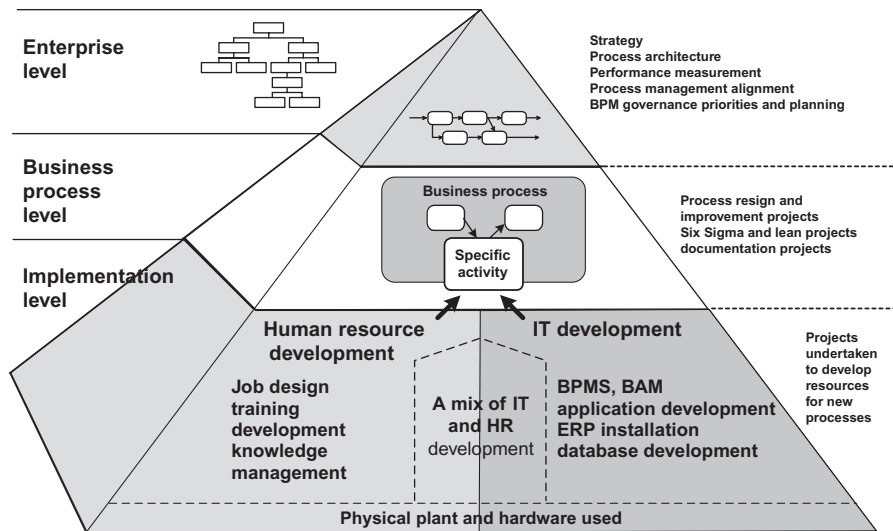 Enterprise
level
Strategy
Process architecture
Performance measurement
Process management alignment
BPM governance priorities and planning
Business
process
level
Business process
Specific
activity
Process resign and
improvement projects
Six Sigma and lean projects
documentation projects
Implementation
level
Human resource
development
IT development
Job design
training
development
knowledge
management
A mix of IT
and HR
development
BPMS, BAM
application development
ERP installation
database development
Projects
undertaken
to develop
resources
for new
processes
Physical plant and hardware used